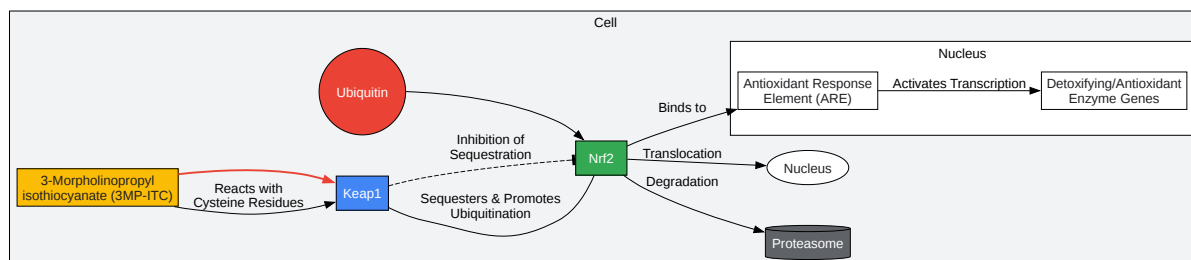 Cell
Nucleus
Ubiquitin
Antioxidant Response
Element (ARE)
Activates Transcription
Detoxifying/Antioxidant
Enzyme Genes
Binds to
Inhibition of
Sequestration
Nrf2
Translocation
Nucleus
Degradation
3-Morpholinopropyl
isothiocyanate (3MP-ITC)
Reacts with
Cysteine Residues
Keap1
Sequesters & Promotes
Ubiquitination
Proteasome